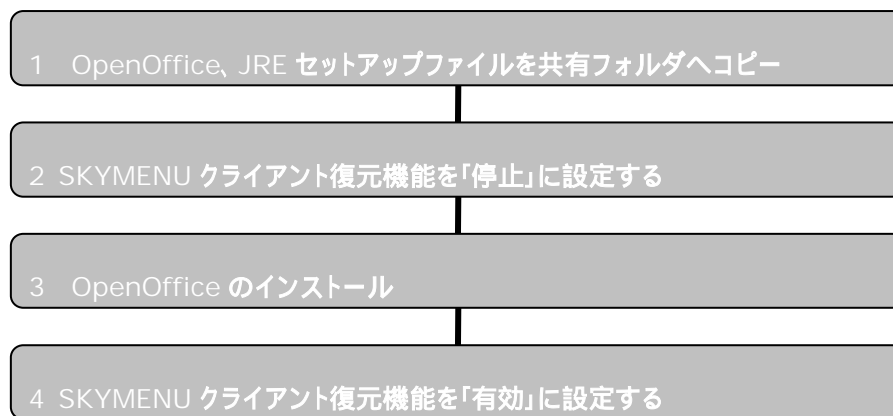 1 OpenOffice、JRE セットアップファイルを共有フォルダへコピー
2 SKYMENU クライアント復元機能を「停止」に設定する
3 OpenOffice のインストール
4 SKYMENU クライアント復元機能を「有効」に設定する